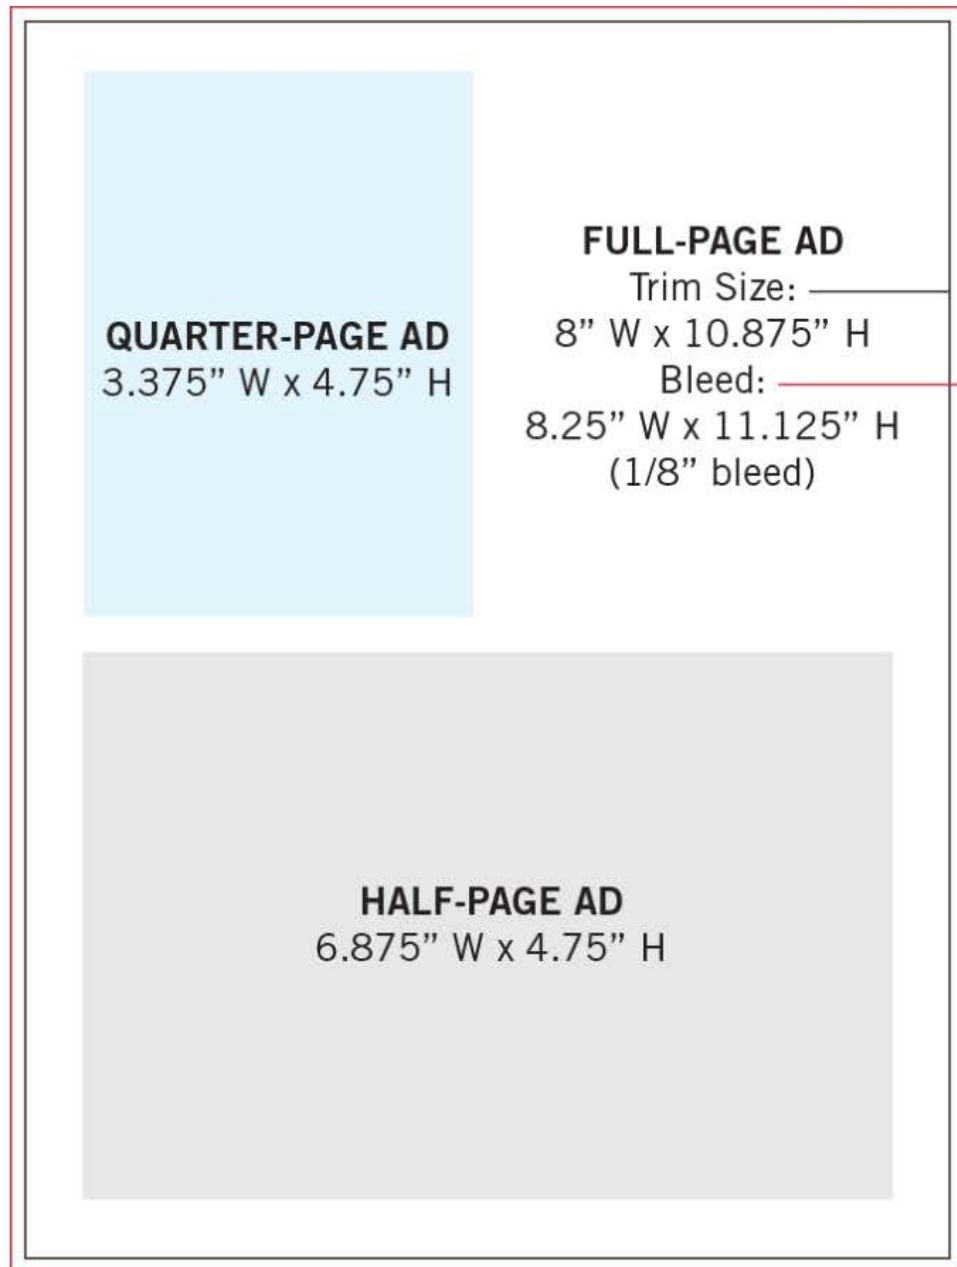 QUARTER-PAGE AD
3.375” W x 4.75” H
FULL-PAGE AD
Trim Size:
8” W x 10.875” H
Bleed:
8.25” W x 11.125” H
(1/8” bleed)
HALF-PAGE AD
6.875” W x 4.75” H